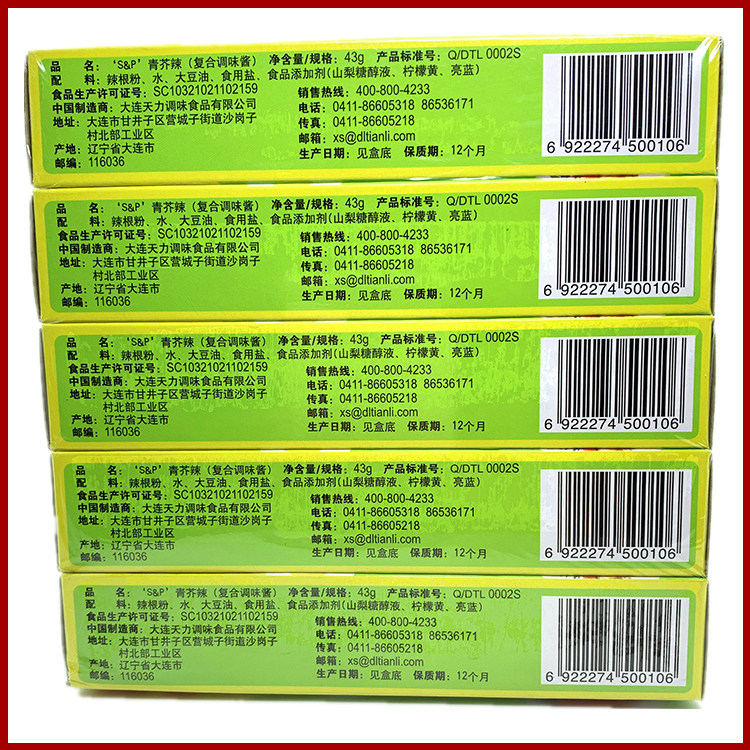 品 名：‘S&P’青芥辣（复合调味酱） 净含量/规格：43g 产品标准号：Q/DTL 0002S
配 料：辣根粉、水、大豆油、食用盐、食品添加剂(山梨糖醇液、柠檬黄、亮蓝)
食品生产许可证号：SC10321021102159 销售热线：400-800-4233
中国制造商：大连天力调味食品有限公司 电话：0411-86605318 86536171
地址：大连市甘井子区营城子街道沙岗子 传真：0411-86605218
村北部工业区 邮箱：xs@dltianli.com
产地：辽宁省大连市 生产日期：见盒底 保质期：12个月
邮编：116036
6 922274 500106
品 名：‘S&P’青芥辣（复合调味酱） 净含量/规格：43g 产品标准号：Q/DTL 0002S
配 料：辣根粉、水、大豆油、食用盐、食品添加剂(山梨糖醇液、柠檬黄、亮蓝)
食品生产许可证号：SC10321021102159 销售热线：400-800-4233
中国制造商：大连天力调味食品有限公司 电话：0411-86605318 86536171
地址：大连市甘井子区营城子街道沙岗子 传真：0411-86605218
村北部工业区 邮箱：xs@dltianli.com
产地：辽宁省大连市 生产日期：见盒底 保质期：12个月
邮编：116036
6 922274 500106
品 名：‘S&P’青芥辣（复合调味酱） 净含量/规格：43g 产品标准号：Q/DTL 0002S
配 料：辣根粉、水、大豆油、食用盐、食品添加剂(山梨糖醇液、柠檬黄、亮蓝)
食品生产许可证号：SC10321021102159 销售热线：400-800-4233
中国制造商：大连天力调味食品有限公司 电话：0411-86605318 86536171
地址：大连市甘井子区营城子街道沙岗子 传真：0411-86605218
村北部工业区 邮箱：xs@dltianli.com
产地：辽宁省大连市 生产日期：见盒底 保质期：12个月
邮编：116036
6 922274 500106
品 名：‘S&P’青芥辣（复合调味酱） 净含量/规格：43g 产品标准号：Q/DTL 0002S
配 料：辣根粉、水、大豆油、食用盐、食品添加剂(山梨糖醇液、柠檬黄、亮蓝)
食品生产许可证号：SC10321021102159 销售热线：400-800-4233
中国制造商：大连天力调味食品有限公司 电话：0411-86605318 86536171
地址：大连市甘井子区营城子街道沙岗子 传真：0411-86605218
村北部工业区 邮箱：xs@dltianli.com
产地：辽宁省大连市 生产日期：见盒底 保质期：12个月
邮编：116036
6 922274 500106
品 名：‘S&P’青芥辣（复合调味酱） 净含量/规格：43g 产品标准号：Q/DTL 0002S
配 料：辣根粉、水、大豆油、食用盐、食品添加剂(山梨糖醇液、柠檬黄、亮蓝)
食品生产许可证号：SC10321021102159 销售热线：400-800-4233
中国制造商：大连天力调味食品有限公司 电话：0411-86605318 86536171
地址：大连市甘井子区营城子街道沙岗子 传真：0411-86605218
村北部工业区 邮箱：xs@dltianli.com
产地：辽宁省大连市 生产日期：见盒底 保质期：12个月
邮编：116036
6 922274 500106